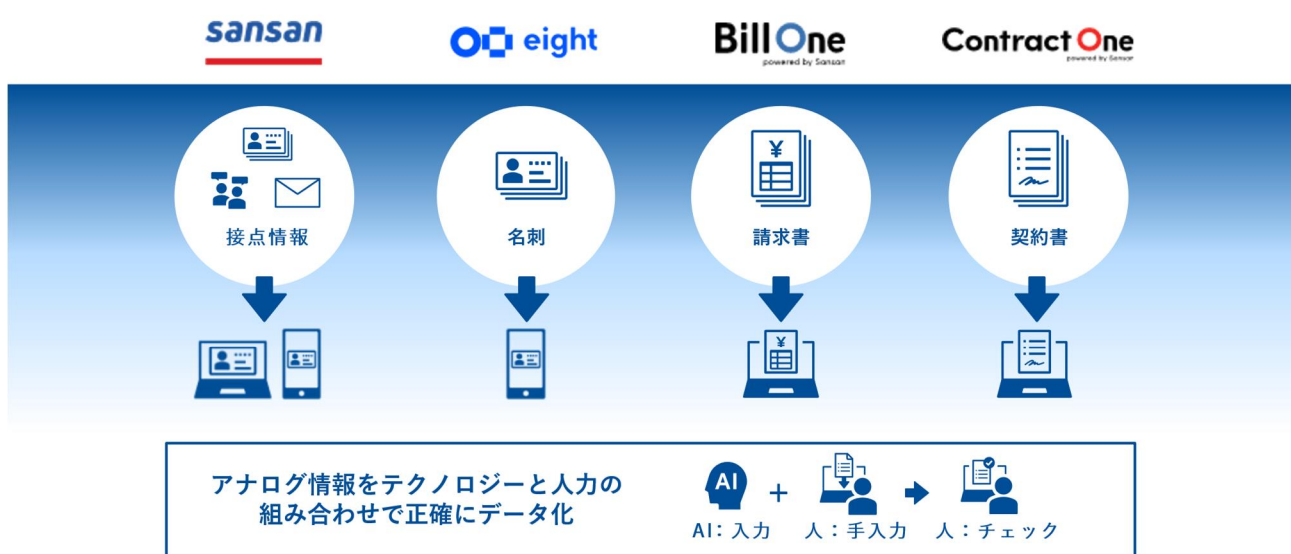 sansan
eight
Bill One
powered by Sansan
Contract One
powered by Sansan
接点情報
名刺
¥
請求書
契約書
¥
アナログ情報をテクノロジーと人力の
組み合わせで正確にデータ化
AI
+
AI：入力
人：手入力
人：チェック